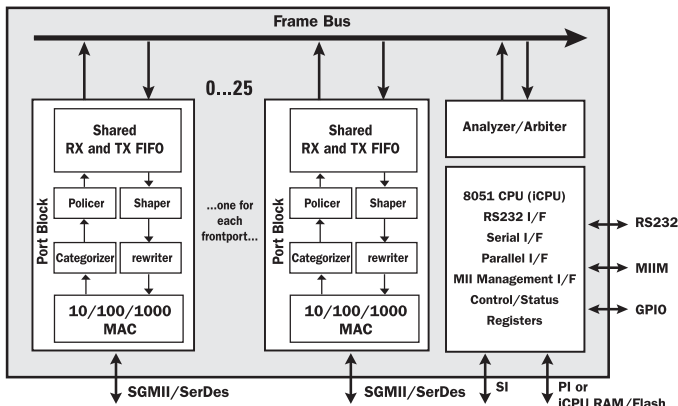 Frame Bus
0...25
Shared
RX and TX FIFO
Policer
Shaper
Categorizer
rewriter
10/100/1000
MAC
Port Block
...one for
each
frontport...
Shared
RX and TX FIFO
Policer
Shaper
Categorizer
rewriter
10/100/1000
MAC
Port Block
Analyzer/Arbiter
8051 CPU (iCPU)
RS232 I/F
Serial I/F
Parallel I/F
MII Management I/F
Control/Status
Registers
RS232
MIIM
GPIO
SGMII/SerDes
SGMII/SerDes
SI
PI or
iCPU RAM/Flash